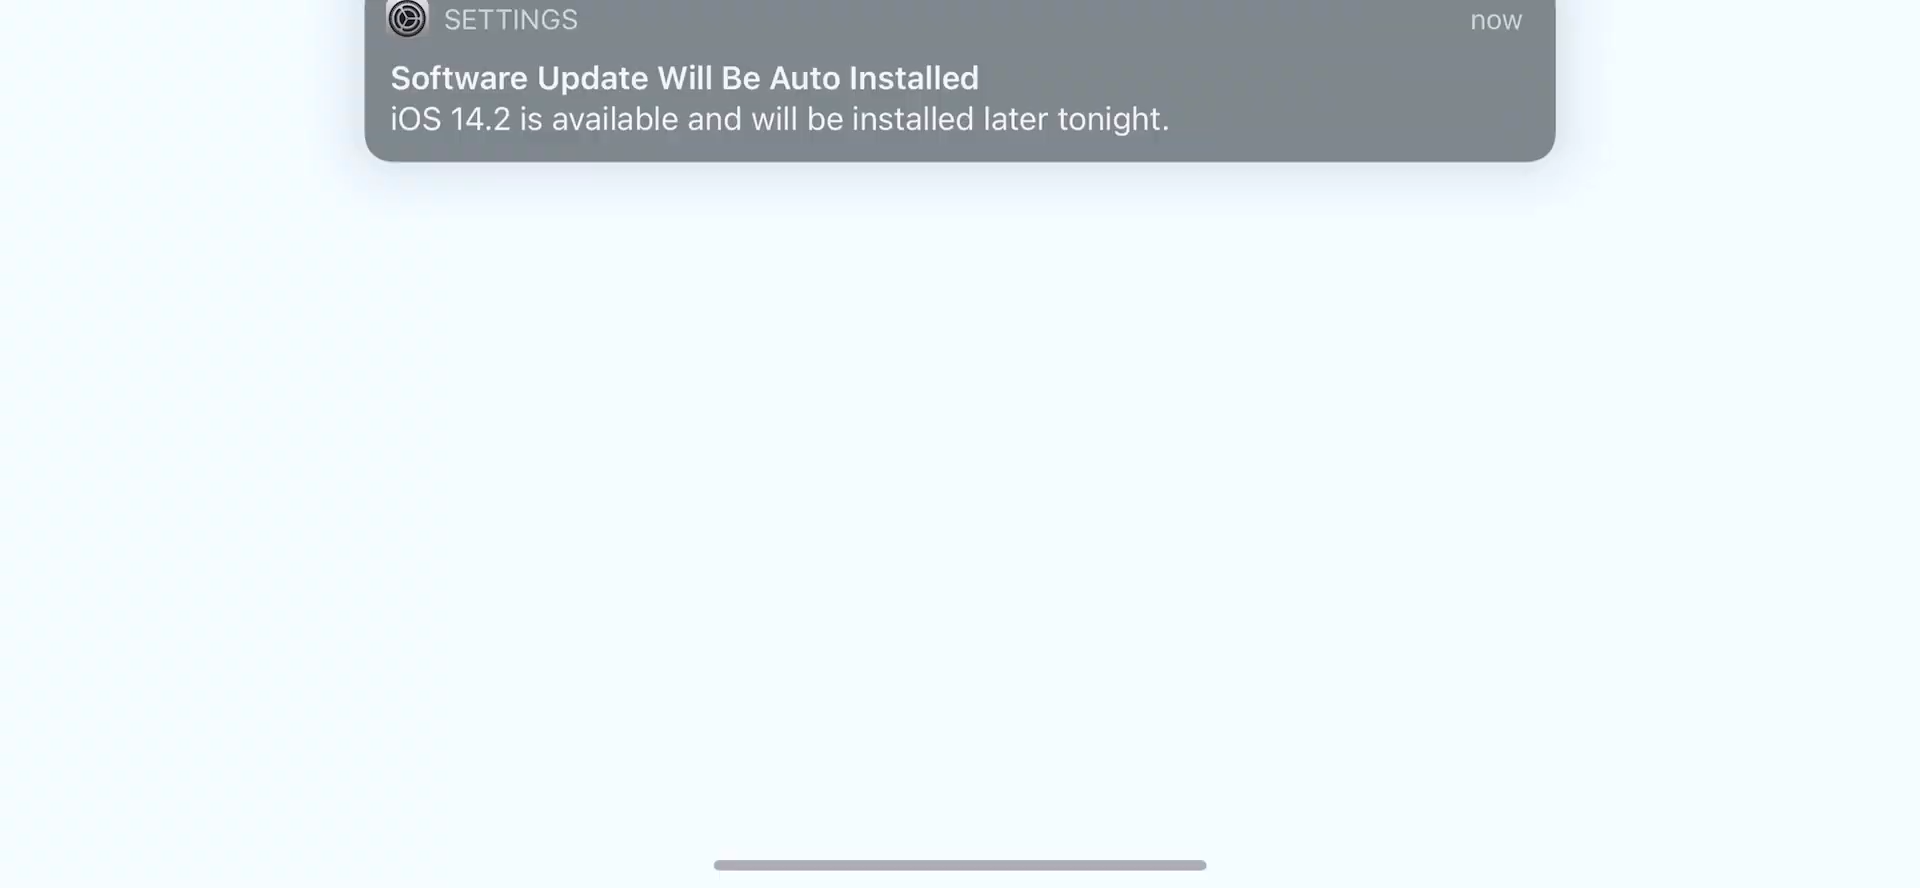 SETTINGS
now
Software Update Will Be Auto Installed
iOS 14.2 is available and will be installed later tonight.